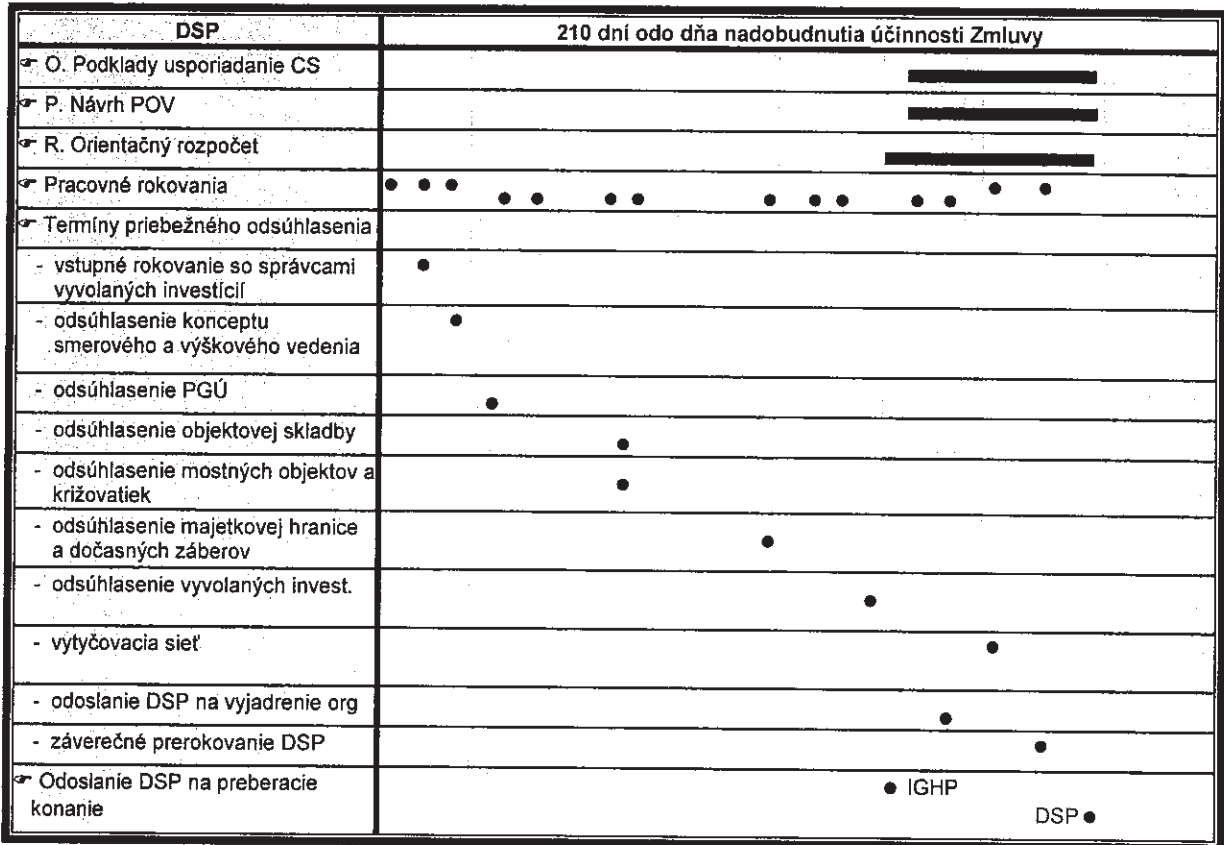 DSP
210 dní odo dňa nadobudnutia účinnosti Zmluvy
☞ O. Podklady usporiadanie CS
☞ P. Návrh POV
☞ R. Orientačný rozpočet
☞ Pracovné rokovania
☞ Termíny priebežného odsúhlasenia
- vstupné rokovanie so správcami
vyvolaných investícií
- odsúhlasenie konceptu
smerového a výškového vedenia
- odsúhlasenie PGÚ
- odsúhlasenie objektovej skladby
- odsúhlasenie mostných objektov a
križovatiek
- odsúhlasenie majetkovej hranice
a dočasných záberov
- odsúhlasenie vyvolaných invest.
- vytyčovacia sieť
- odoslanie DSP na vyjadrenie org
- záverečné prerokovanie DSP
☞ Odoslanie DSP na preberacie
konanie
IGHP
DSP